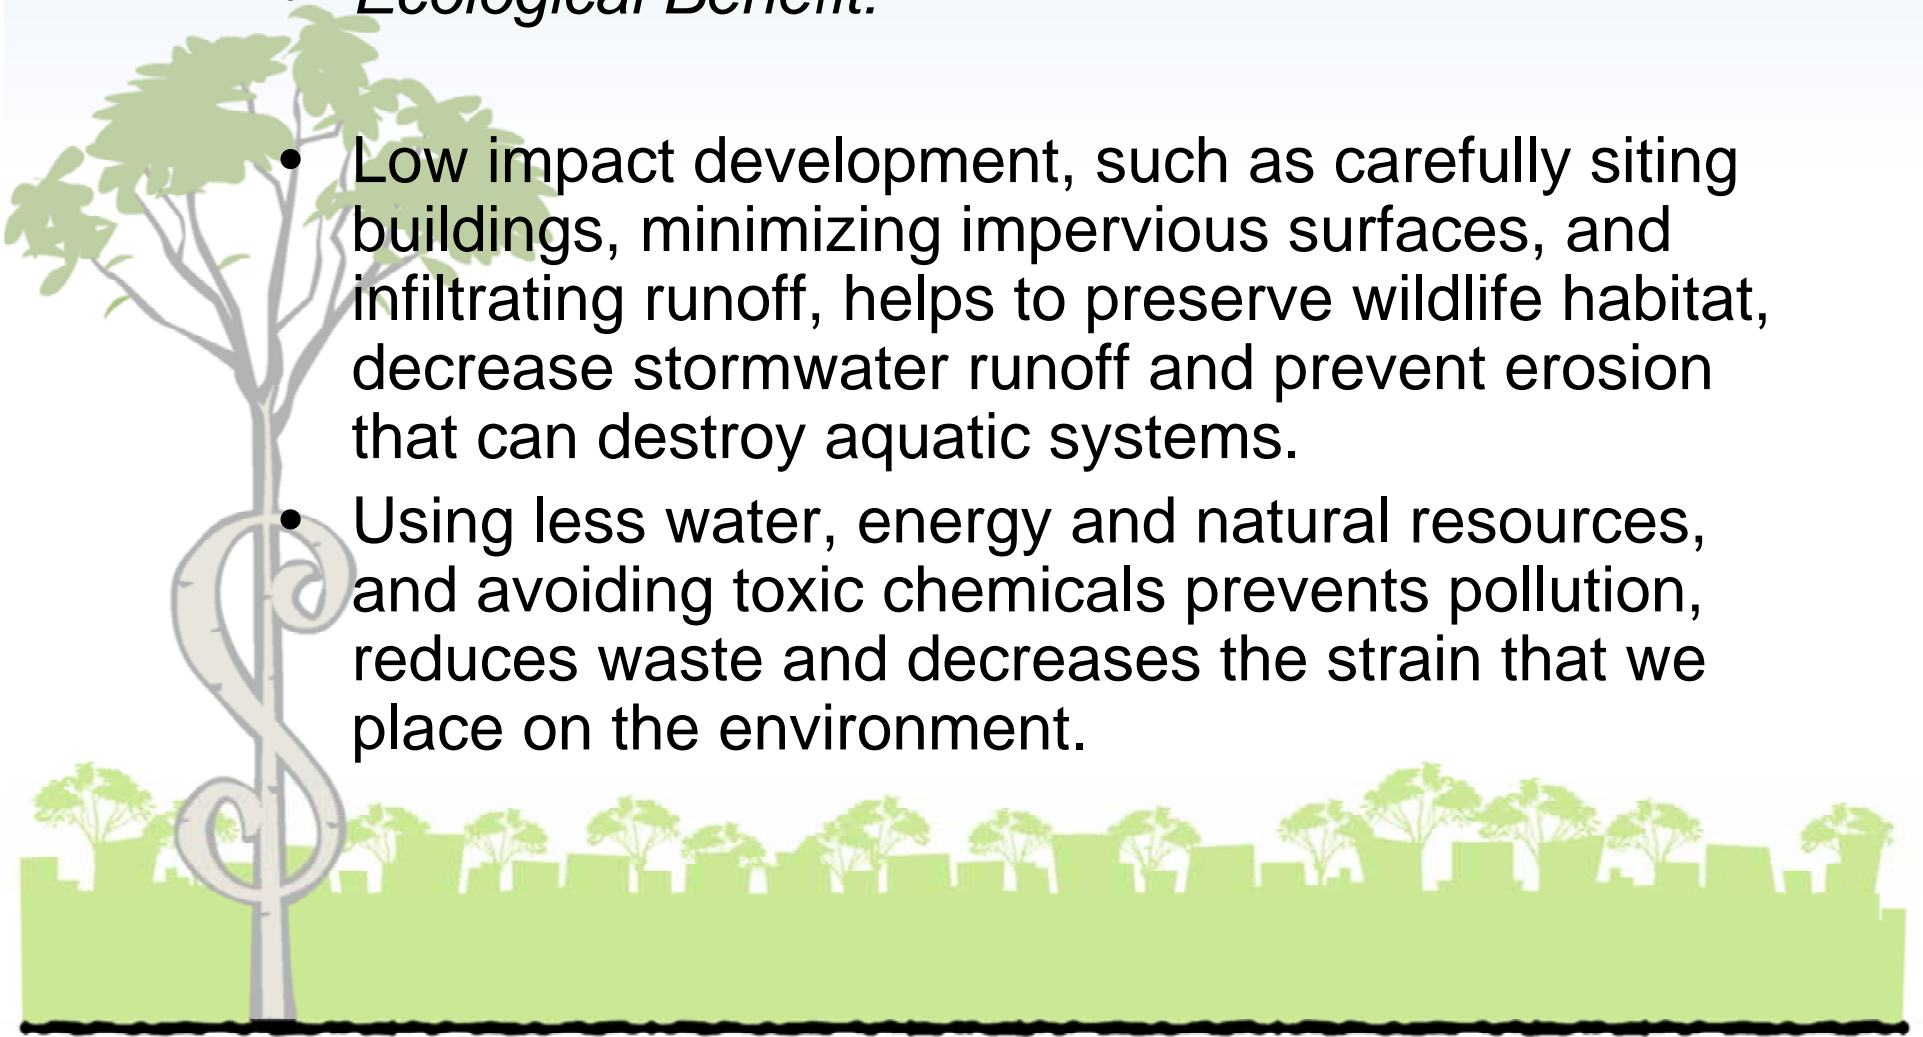 • Ecological Benefit:
• Low impact development, such as carefully siting
buildings, minimizing impervious surfaces, and
infiltrating runoff, helps to preserve wildlife habitat,
decrease stormwater runoff and prevent erosion
that can destroy aquatic systems.
• Using less water, energy and natural resources,
and avoiding toxic chemicals prevents pollution,
reduces waste and decreases the strain that we
place on the environment.